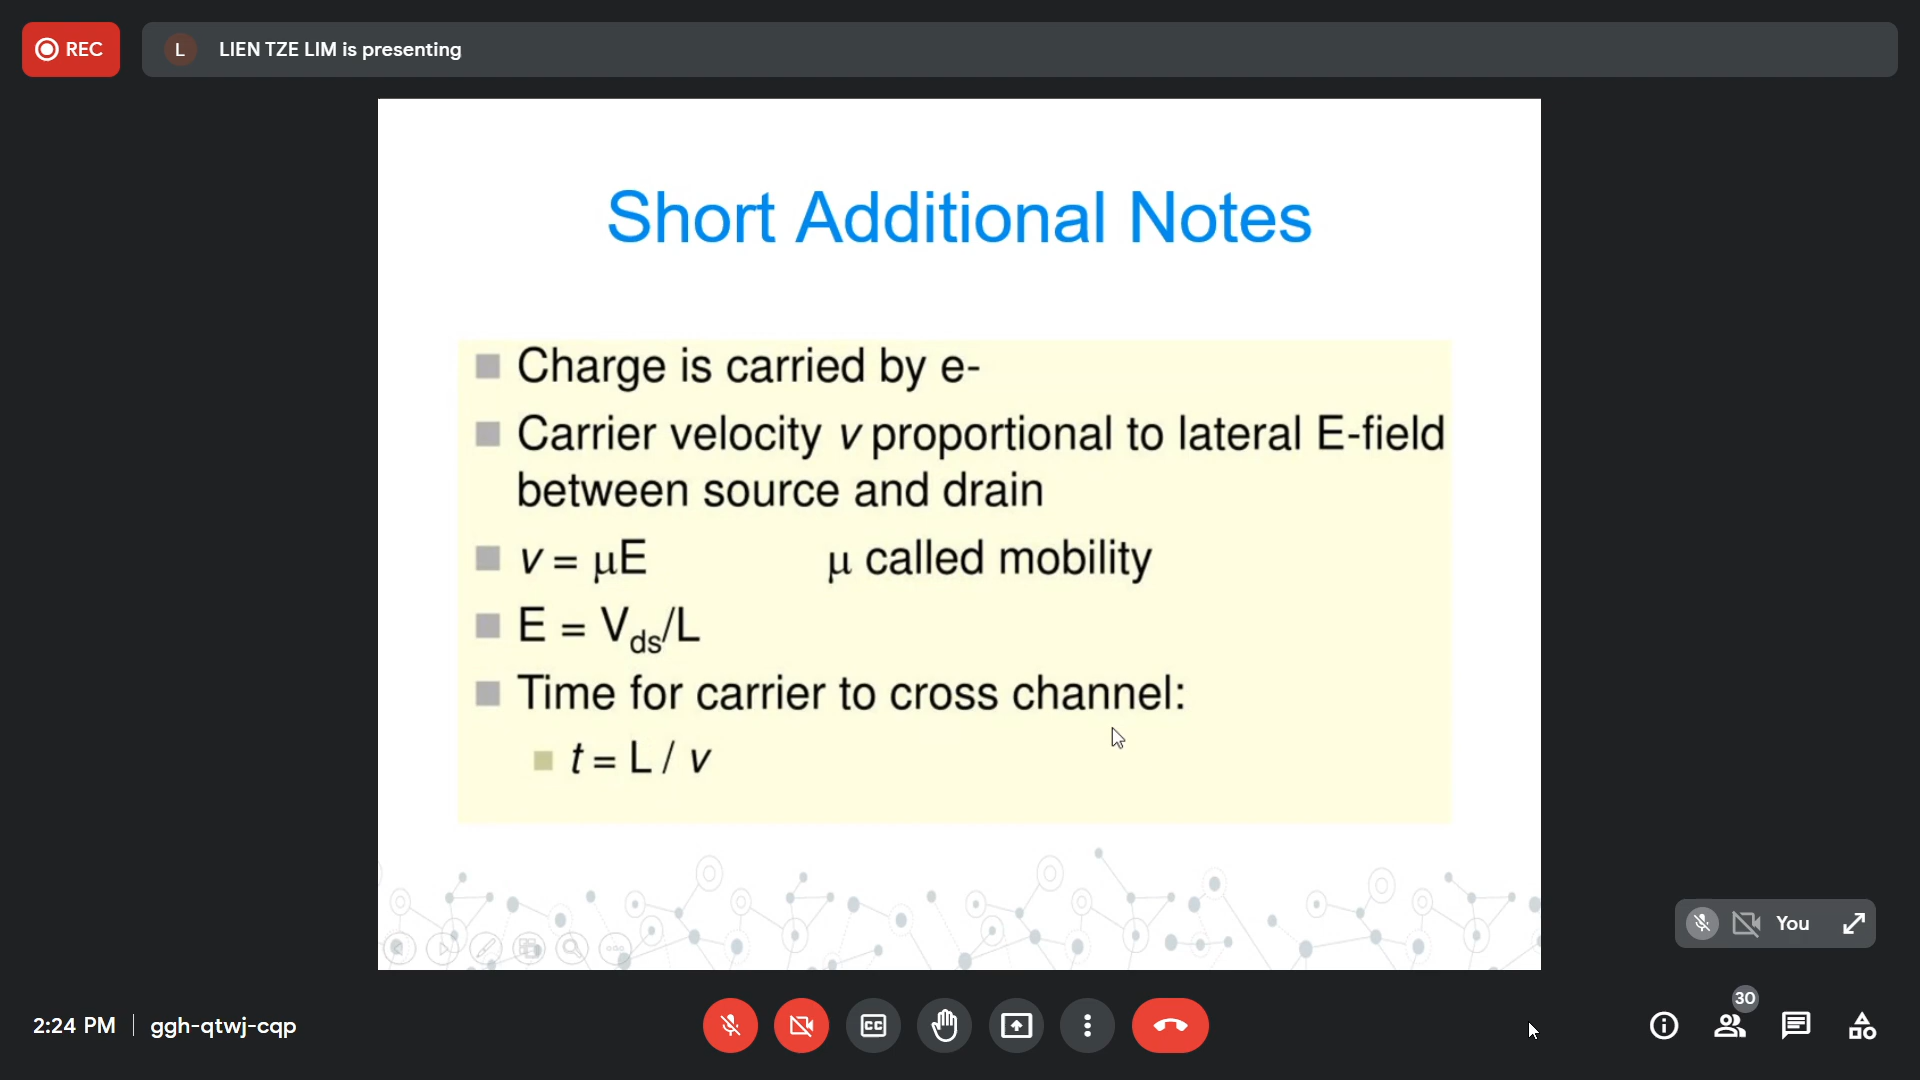 REC
L
LIEN TZE LIM is presenting
Short Additional Notes
Charge is carried by e-
Carrier velocity v proportional to lateral E-field
between source and drain
v = μE μ called mobility
E = Vds/L
Time for carrier to cross channel:
t = L / v
You
30
2:24 PM
ggh-qtwj-cqp
CC